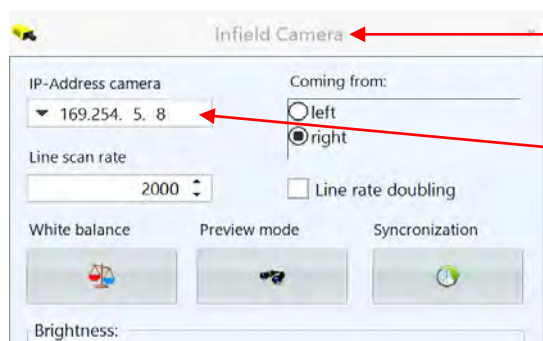 Infield Camera
IP-Address camera
Coming from:
169.254. 5. 8
left
right
Line scan rate
2000
Line rate doubling
White balance
Preview mode
Syncronization
Brightness: